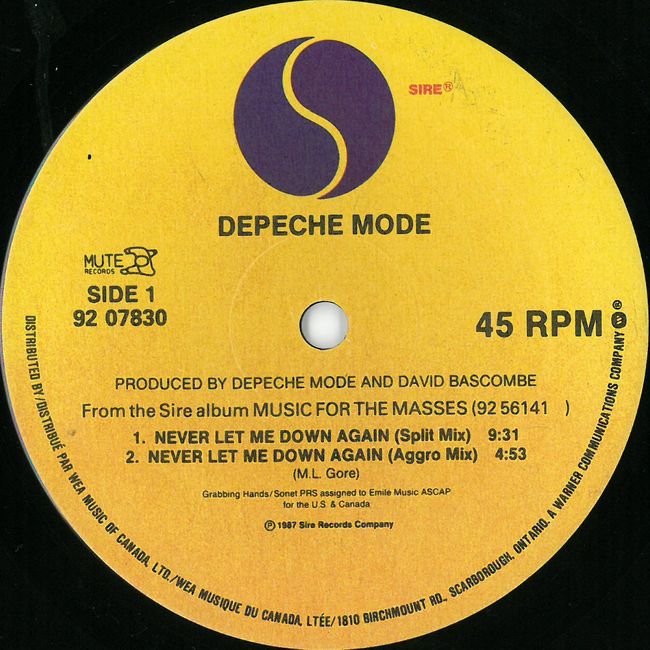 SIRE®
DEPECHE MODE
MUTE
RECORDS
SIDE 1
92 07830
45 RPM
PRODUCED BY DEPECHE MODE AND DAVID BASCOMBE
From the Sire album MUSIC FOR THE MASSES (92 56141 )
1. NEVER LET ME DOWN AGAIN (Split Mix) 9:31
2. NEVER LET ME DOWN AGAIN (Aggro Mix) 4:53
(M.L. Gore)
Grabbing Hands/Sonet PRS assigned to Emile Music ASCAP
for the U.S. & Canada
℗ 1987 Sire Records Company
DISTRIBUTED BY/DISTRIBUÉ PAR WEA MUSIC OF CANADA, LTD./WEA MUSIQUE DU CANADA, LTÉE/1810 BIRCHMOUNT RD., SCARBOROUGH, ONTARIO. A WARNER COMMUNICATIONS COMPANY